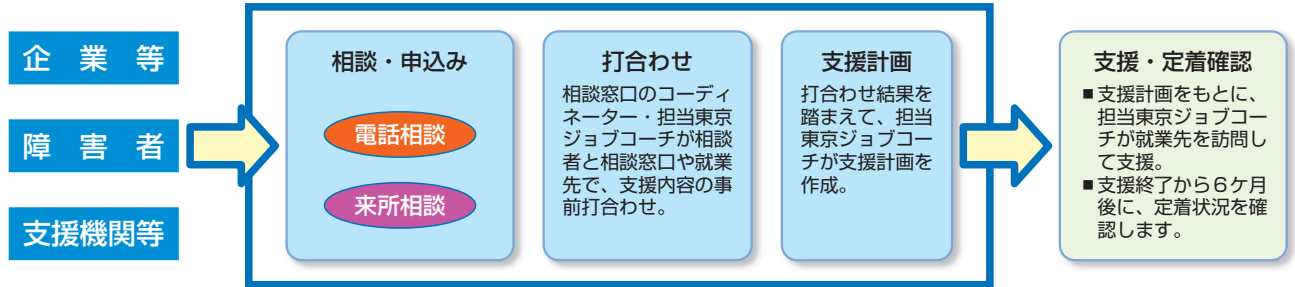 企業等
障害者
支援機関等
相談・申込み
電話相談
来所相談
打合わせ
相談窓口のコーディ
ネーター・担当東京
ジョブコーチが相談
者と相談窓口や就業
先で、支援内容の事
前打合わせ。
支援計画
打合わせ結果を
踏まえて、担当
東京ジョブコー
チが支援計画を
作成。
支援・定着確認
■支援計画をもとに、
担当東京ジョブコー
チが就業先を訪問し
て支援。
■支援終了から6ケ月
後に、定着状況を確
認します。